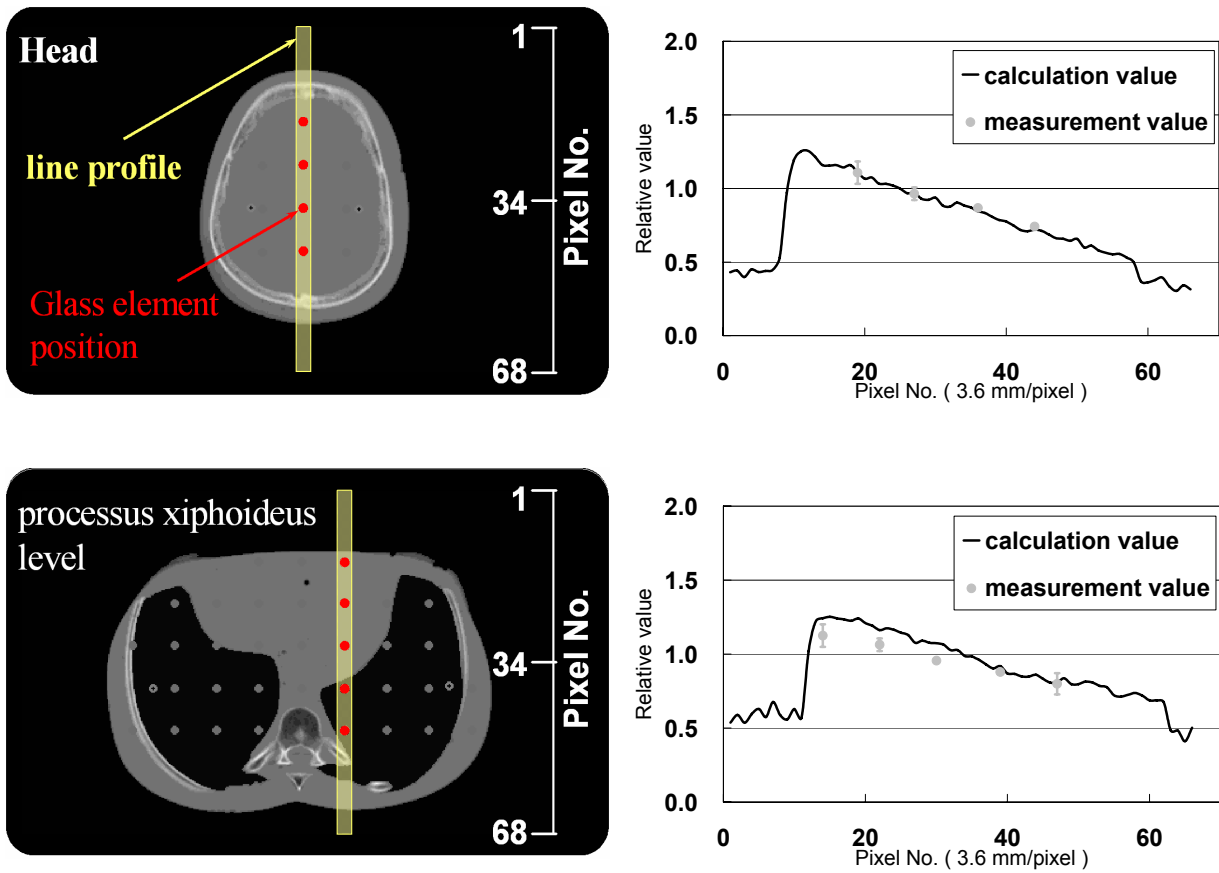 Head
line profile
Glass element
position
1
34
68
Pixel No.
2.0
1.5
1.0
0.5
0.0
Relative value
calculation value
measurement value
0
20
40
60
Pixel No. ( 3.6 mm/pixel )
processus xiphoideus
level
1
34
68
Pixel No.
2.0
1.5
1.0
0.5
0.0
Relative value
calculation value
measurement value
0
20
40
60
Pixel No. ( 3.6 mm/pixel )